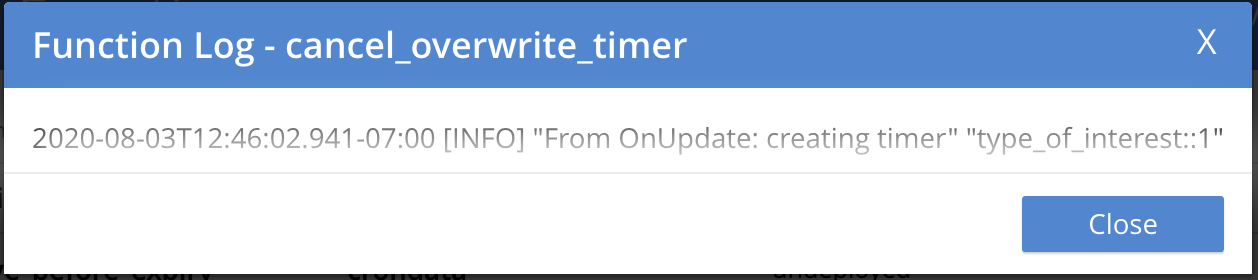 Function Log - cancel_overwrite_timer
X
2020-08-03T12:46:02.941-07:00 [INFO] "From OnUpdate: creating timer" "type_of_interest::1"
Close